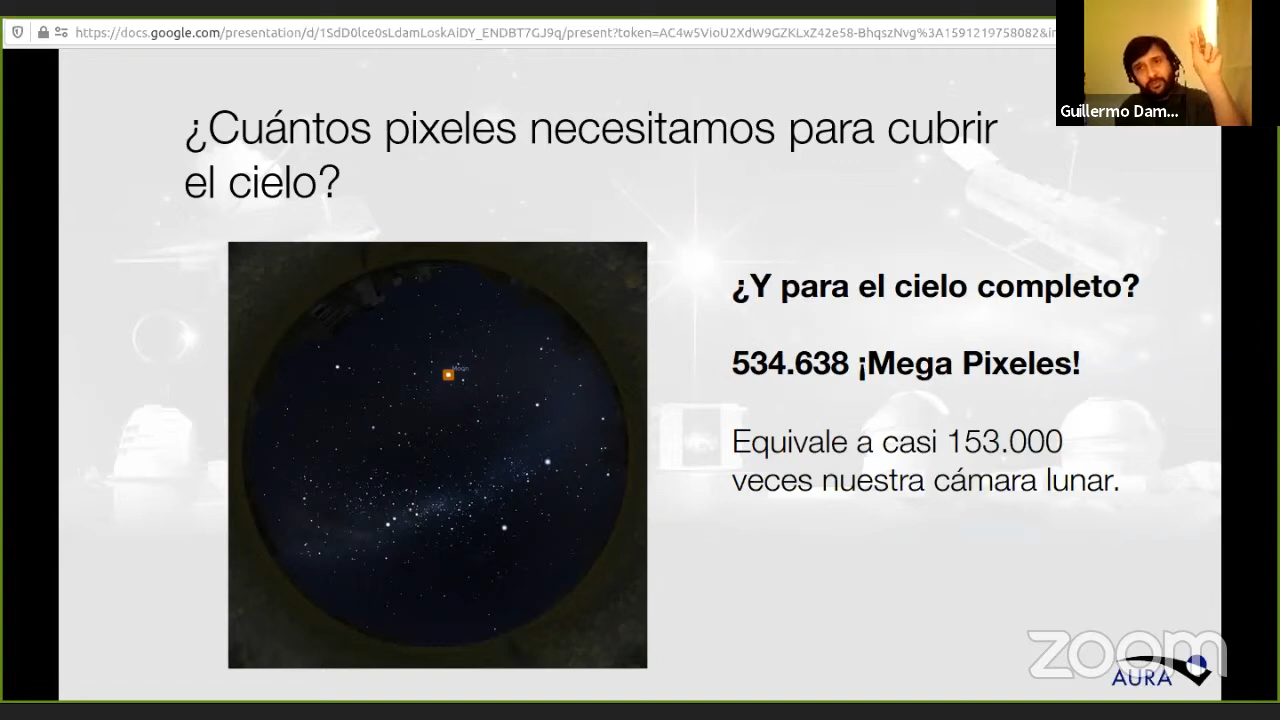 https://docs.google.com/presentation/d/1SdD0lce0sLdamLoskAiDY_ENDBT7GJ9q/present?token=AC4w5VioU2XdW9GZKLxZ42e58-BhqszNvg%3A1591219758082&i
Guillermo Dam...
¿Cuántos pixeles necesitamos para cubrir
el cielo?
Moon
¿Y para el cielo completo?
534.638 ¡Mega Pixeles!
Equivale a casi 153.000
veces nuestra cámara lunar.
zoom
AURA